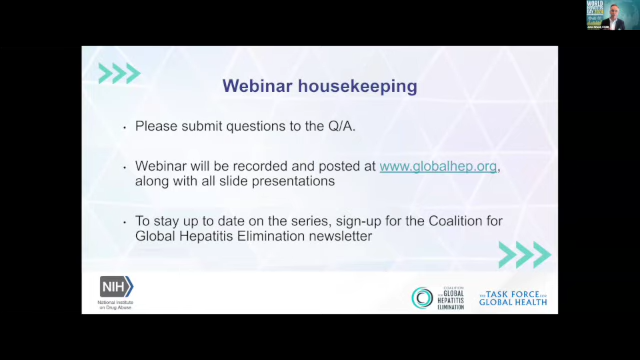 WORLD
Webinar housekeeping
• Please submit questions to the Q/A.
• Webinar will be recorded and posted at www.globalhep.org,
along with all slide presentations
• To stay up to date on the series, sign-up for the Coalition for
Global Hepatitis Elimination newsletter
NIH
National Institute
on Drug Abuse
COALITION
GLOBAL
HEPATITIS
ELIMINATION
THE TASK FORCE FOR
GLOBAL HEALTH